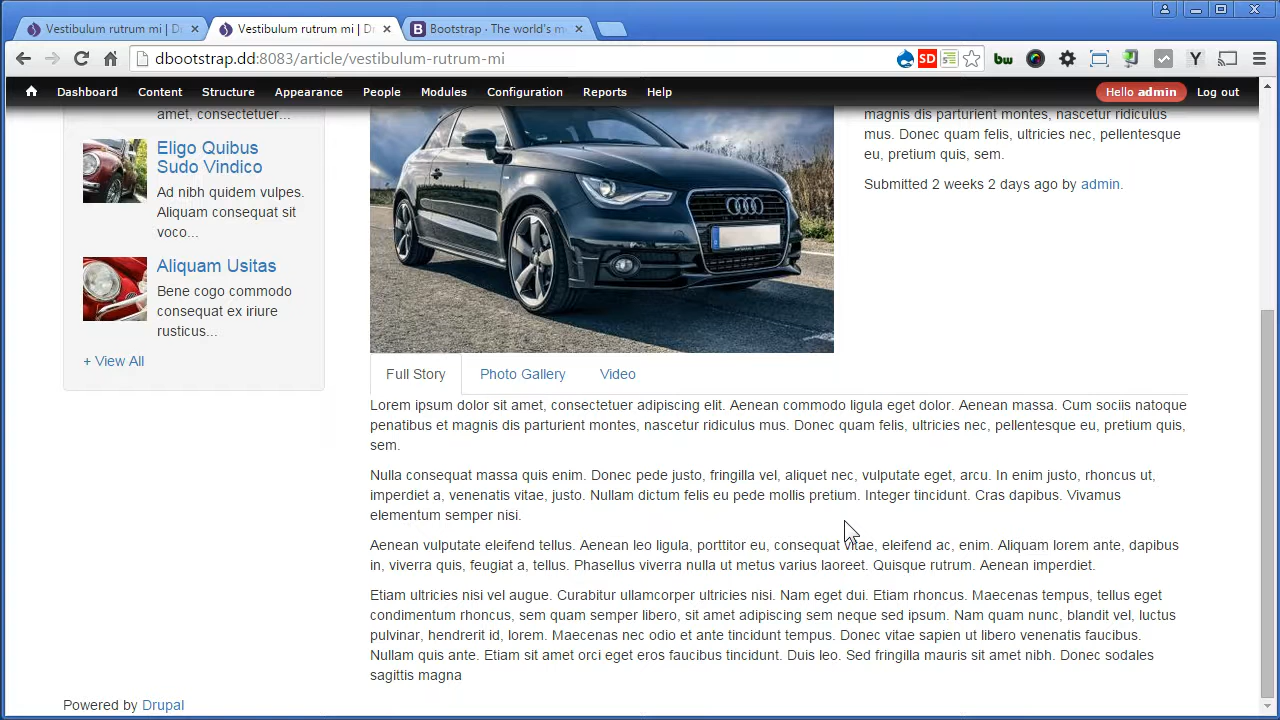 Vestibulum rutrum mi | D
Vestibulum rutrum mi | Dr
Bootstrap · The world's m
dbootstrap.dd:8083/article/vestibulum-rutrum-mi
SD
bw
Y
Dashboard Content Structure Appearance People Modules Configuration Reports Help Hello admin Log out
amet, consectetuer...
Eligo Quibus
Sudo Vindico
Ad nibh quidem vulpes.
Aliquam consequat sit
voco...
Aliquam Usitas
Bene cogo commodo
consequat ex iriure
rusticus...
+ View All
magnis dis parturient montes, nascetur ridiculus
mus. Donec quam felis, ultricies nec, pellentesque
eu, pretium quis, sem.
Submitted 2 weeks 2 days ago by admin.
Full Story Photo Gallery Video
Lorem ipsum dolor sit amet, consectetuer adipiscing elit. Aenean commodo ligula eget dolor. Aenean massa. Cum sociis natoque
penatibus et magnis dis parturient montes, nascetur ridiculus mus. Donec quam felis, ultricies nec, pellentesque eu, pretium quis,
sem.
Nulla consequat massa quis enim. Donec pede justo, fringilla vel, aliquet nec, vulputate eget, arcu. In enim justo, rhoncus ut,
imperdiet a, venenatis vitae, justo. Nullam dictum felis eu pede mollis pretium. Integer tincidunt. Cras dapibus. Vivamus
elementum semper nisi.
Aenean vulputate eleifend tellus. Aenean leo ligula, porttitor eu, consequat vitae, eleifend ac, enim. Aliquam lorem ante, dapibus
in, viverra quis, feugiat a, tellus. Phasellus viverra nulla ut metus varius laoreet. Quisque rutrum. Aenean imperdiet.
Etiam ultricies nisi vel augue. Curabitur ullamcorper ultricies nisi. Nam eget dui. Etiam rhoncus. Maecenas tempus, tellus eget
condimentum rhoncus, sem quam semper libero, sit amet adipiscing sem neque sed ipsum. Nam quam nunc, blandit vel, luctus
pulvinar, hendrerit id, lorem. Maecenas nec odio et ante tincidunt tempus. Donec vitae sapien ut libero venenatis faucibus.
Nullam quis ante. Etiam sit amet orci eget eros faucibus tincidunt. Duis leo. Sed fringilla mauris sit amet nibh. Donec sodales
sagittis magna
Powered by Drupal